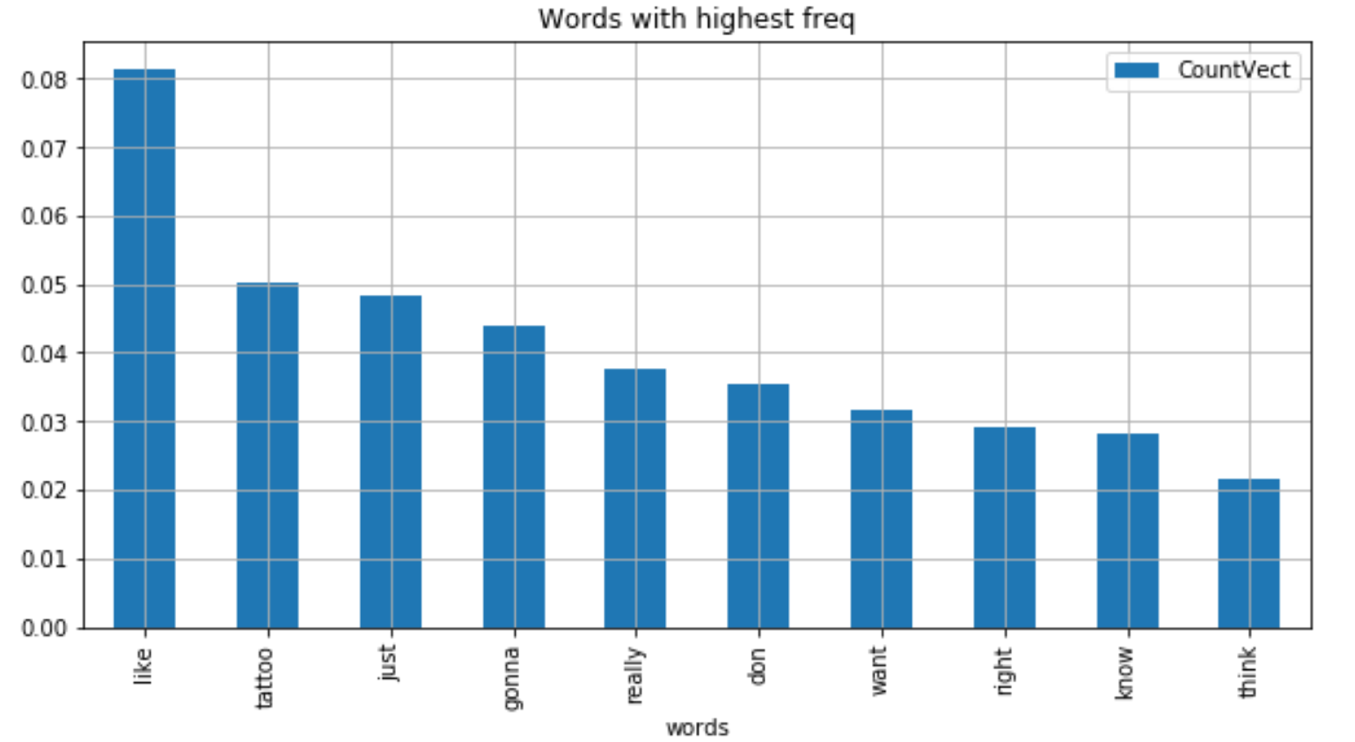 Words with highest freq
CountVect
0.08
0.07
0.06
0.05
0.04
0.03
0.02
0.01
0.00
like
tattoo
just
gonna
really
don
want
right
know
think
words